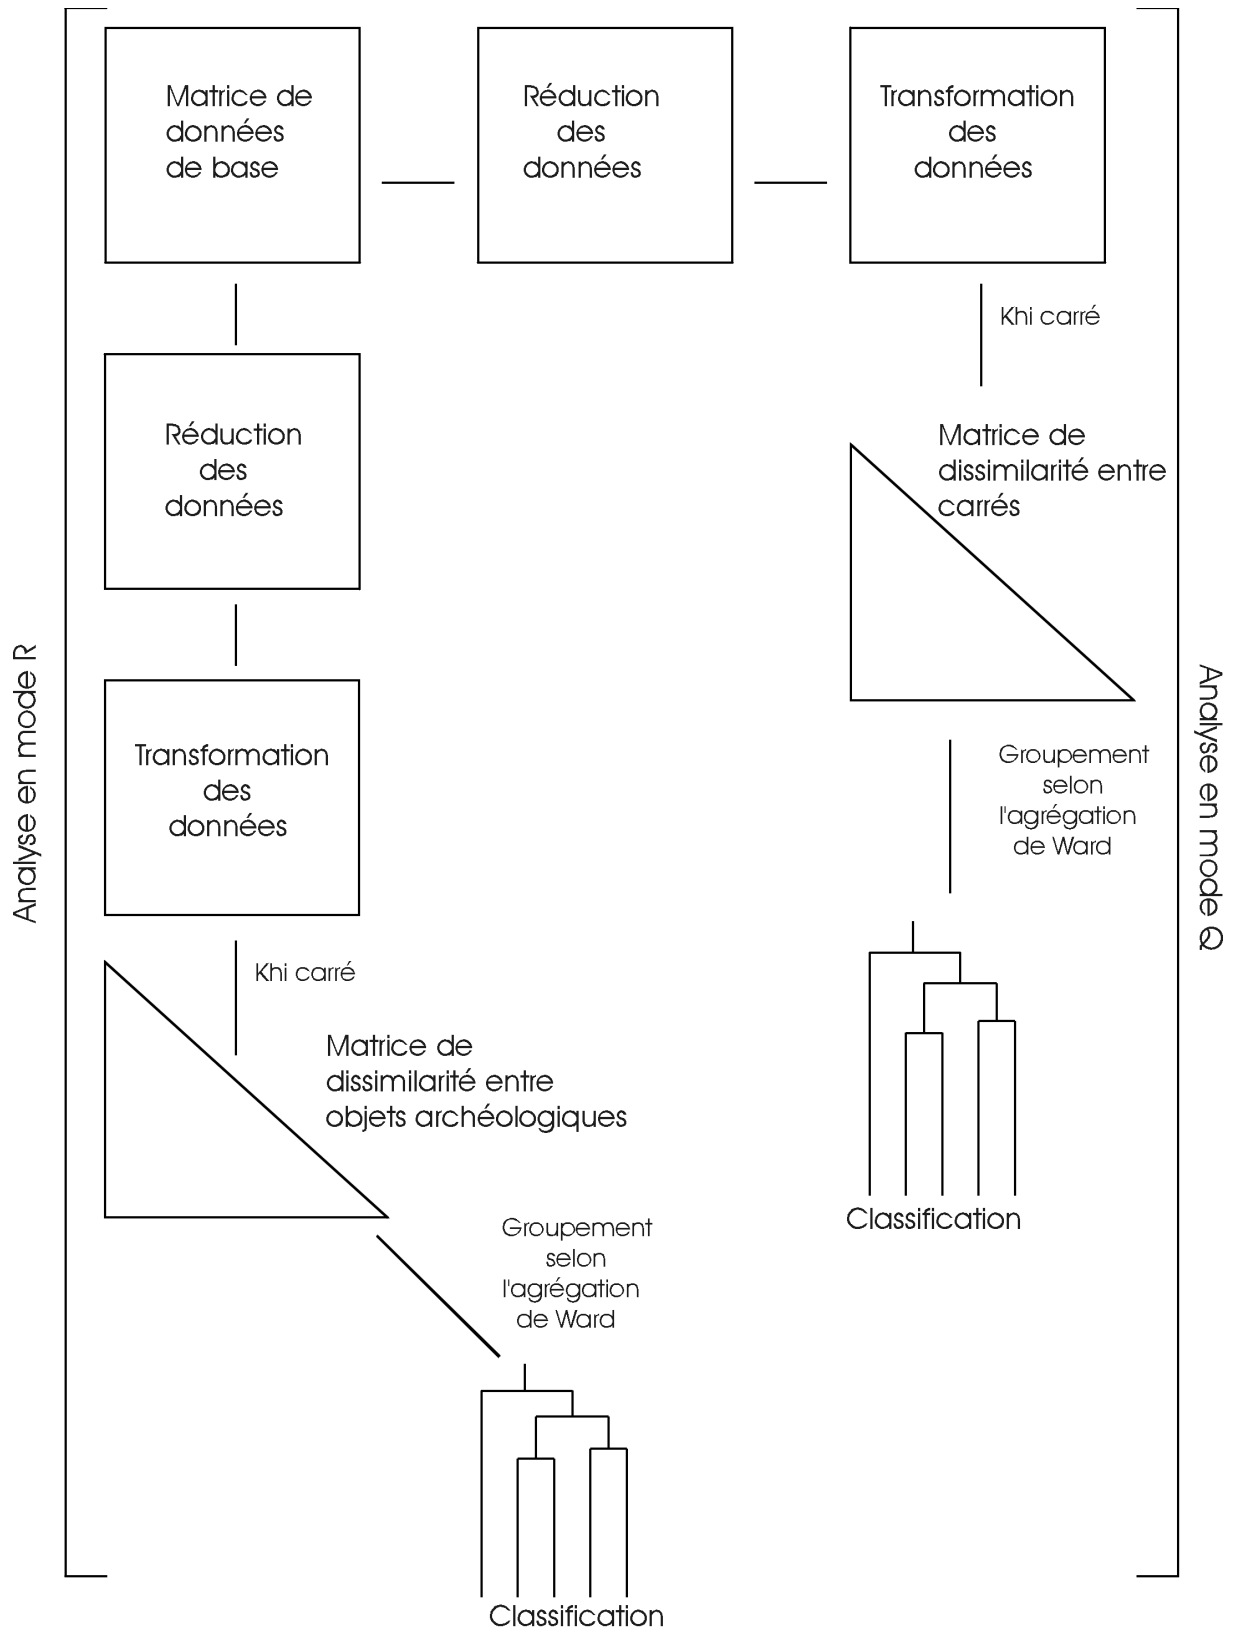 Matrice de
données
de base
Réduction
des
données
Transformation
des
données
Khi carré
Matrice de
dissimilarité entre
carrés
Groupement
selon
l'agrégation
de Ward
Classification
Analyse en mode Q
Réduction
des
données
Transformation
des
données
Khi carré
Matrice de
dissimilarité entre
objets archéologiques
Groupement
selon
l'agrégation
de Ward
Classification
Analyse en mode R